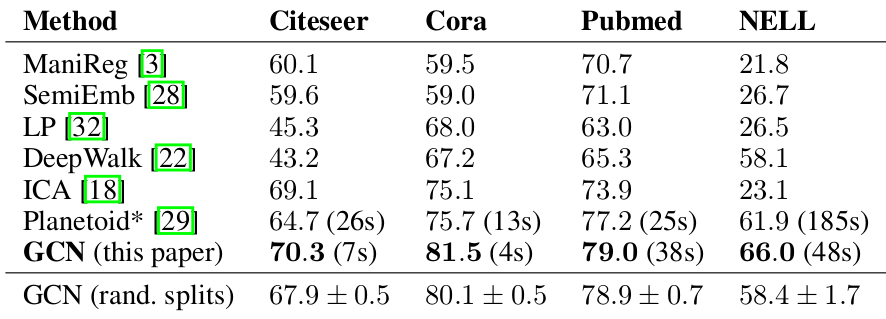 Method Citeseer Cora Pubmed NELL
ManiReg [3] 60.1 59.5 70.7 21.8
SemiEmb [28] 59.6 59.0 71.1 26.7
LP [32] 45.3 68.0 63.0 26.5
DeepWalk [22] 43.2 67.2 65.3 58.1
ICA [18] 69.1 75.1 73.9 23.1
Planetoid* [29] 64.7 (26s) 75.7 (13s) 77.2 (25s) 61.9 (185s)
GCN (this paper) 70.3 (7s) 81.5 (4s) 79.0 (38s) 66.0 (48s)
GCN (rand. splits) 67.9 ± 0.5 80.1 ± 0.5 78.9 ± 0.7 58.4 ± 1.7